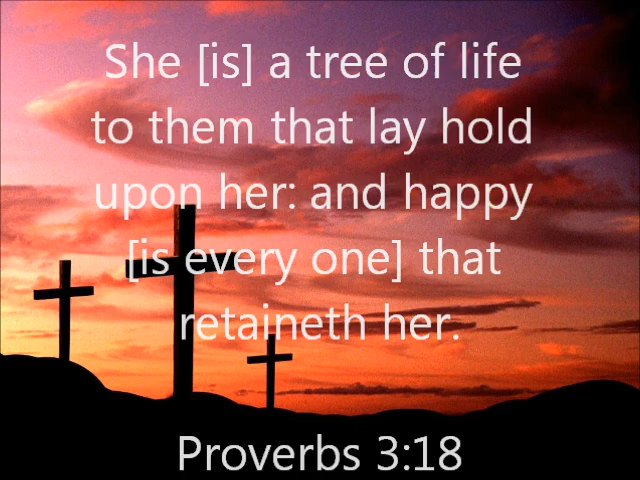 She [is] a tree of life
to them that lay hold
upon her: and happy
[is every one] that
retaineth her.
Proverbs 3:18